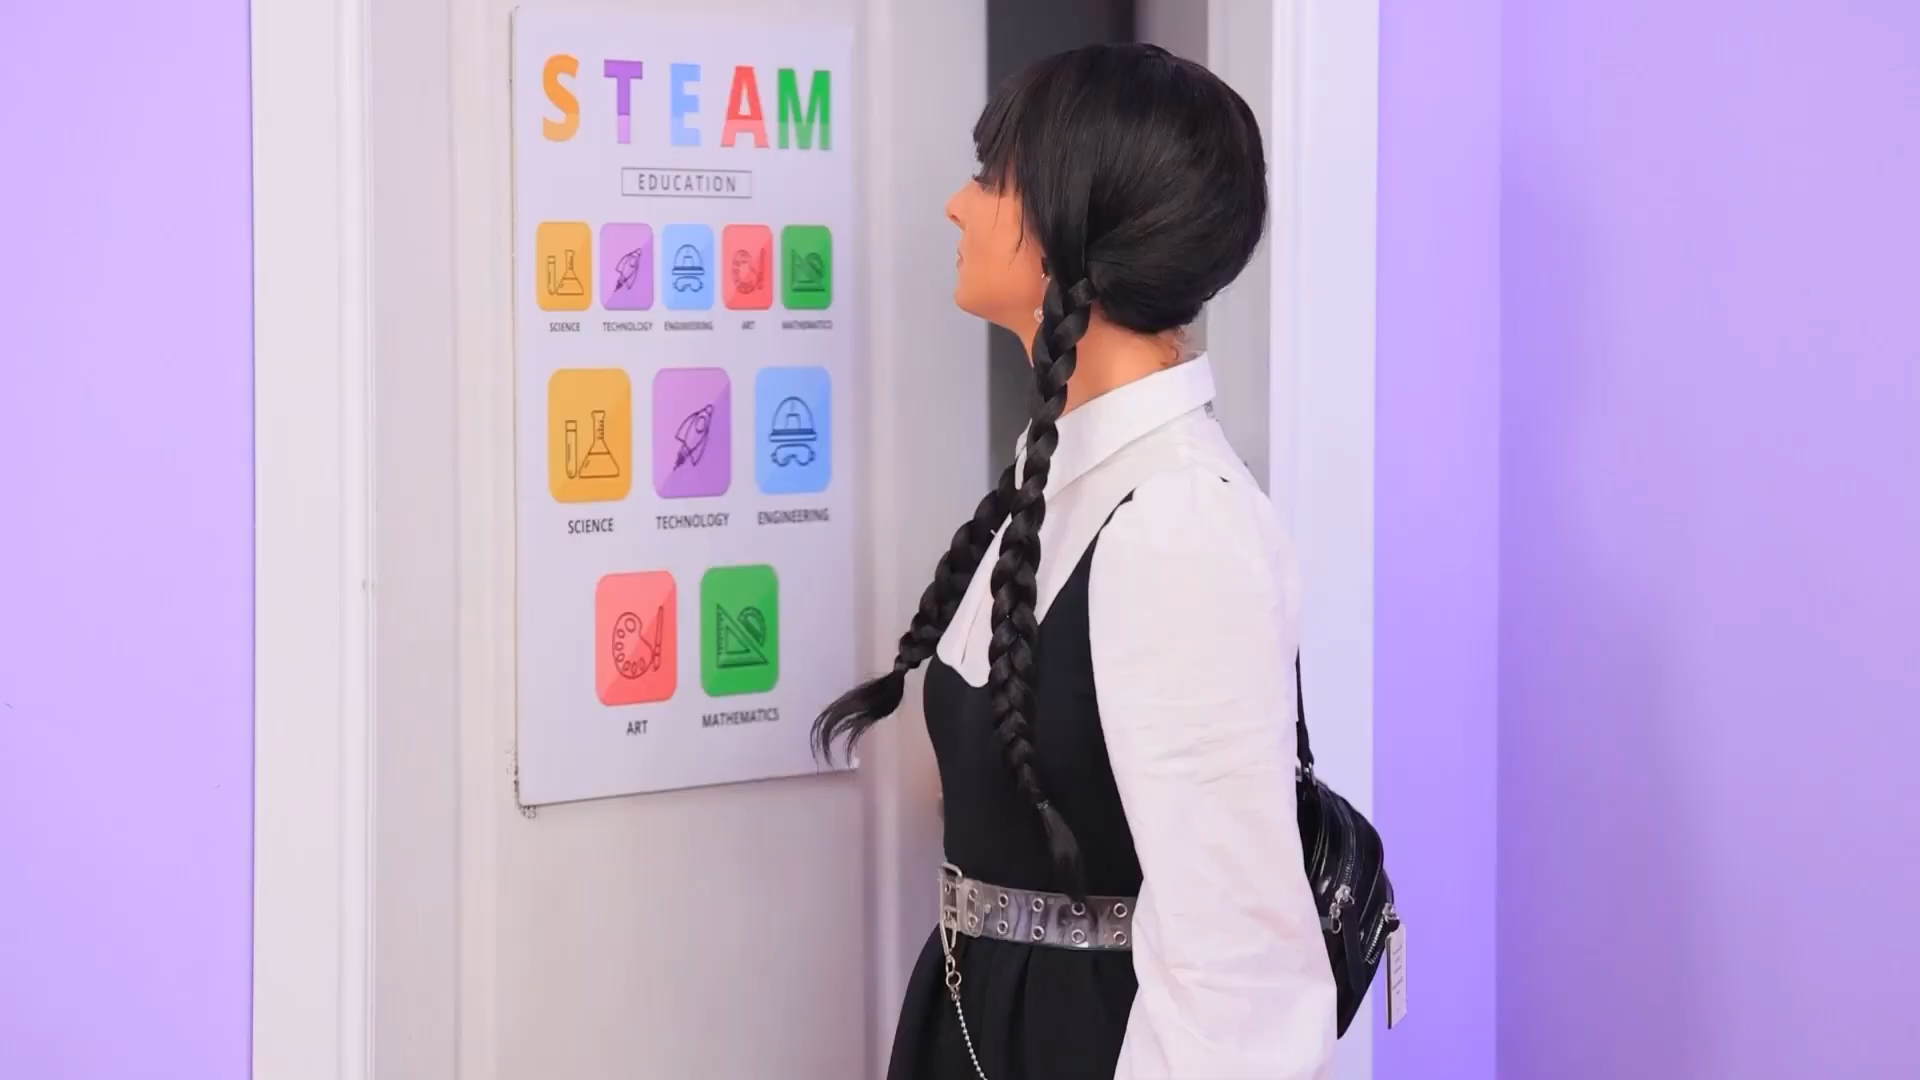 STEAM
EDUCATION
SCIENCE TECHNOLOGY ENGINEERING ART MATHEMATICS
SCIENCE TECHNOLOGY ENGINEERING
ART MATHEMATICS